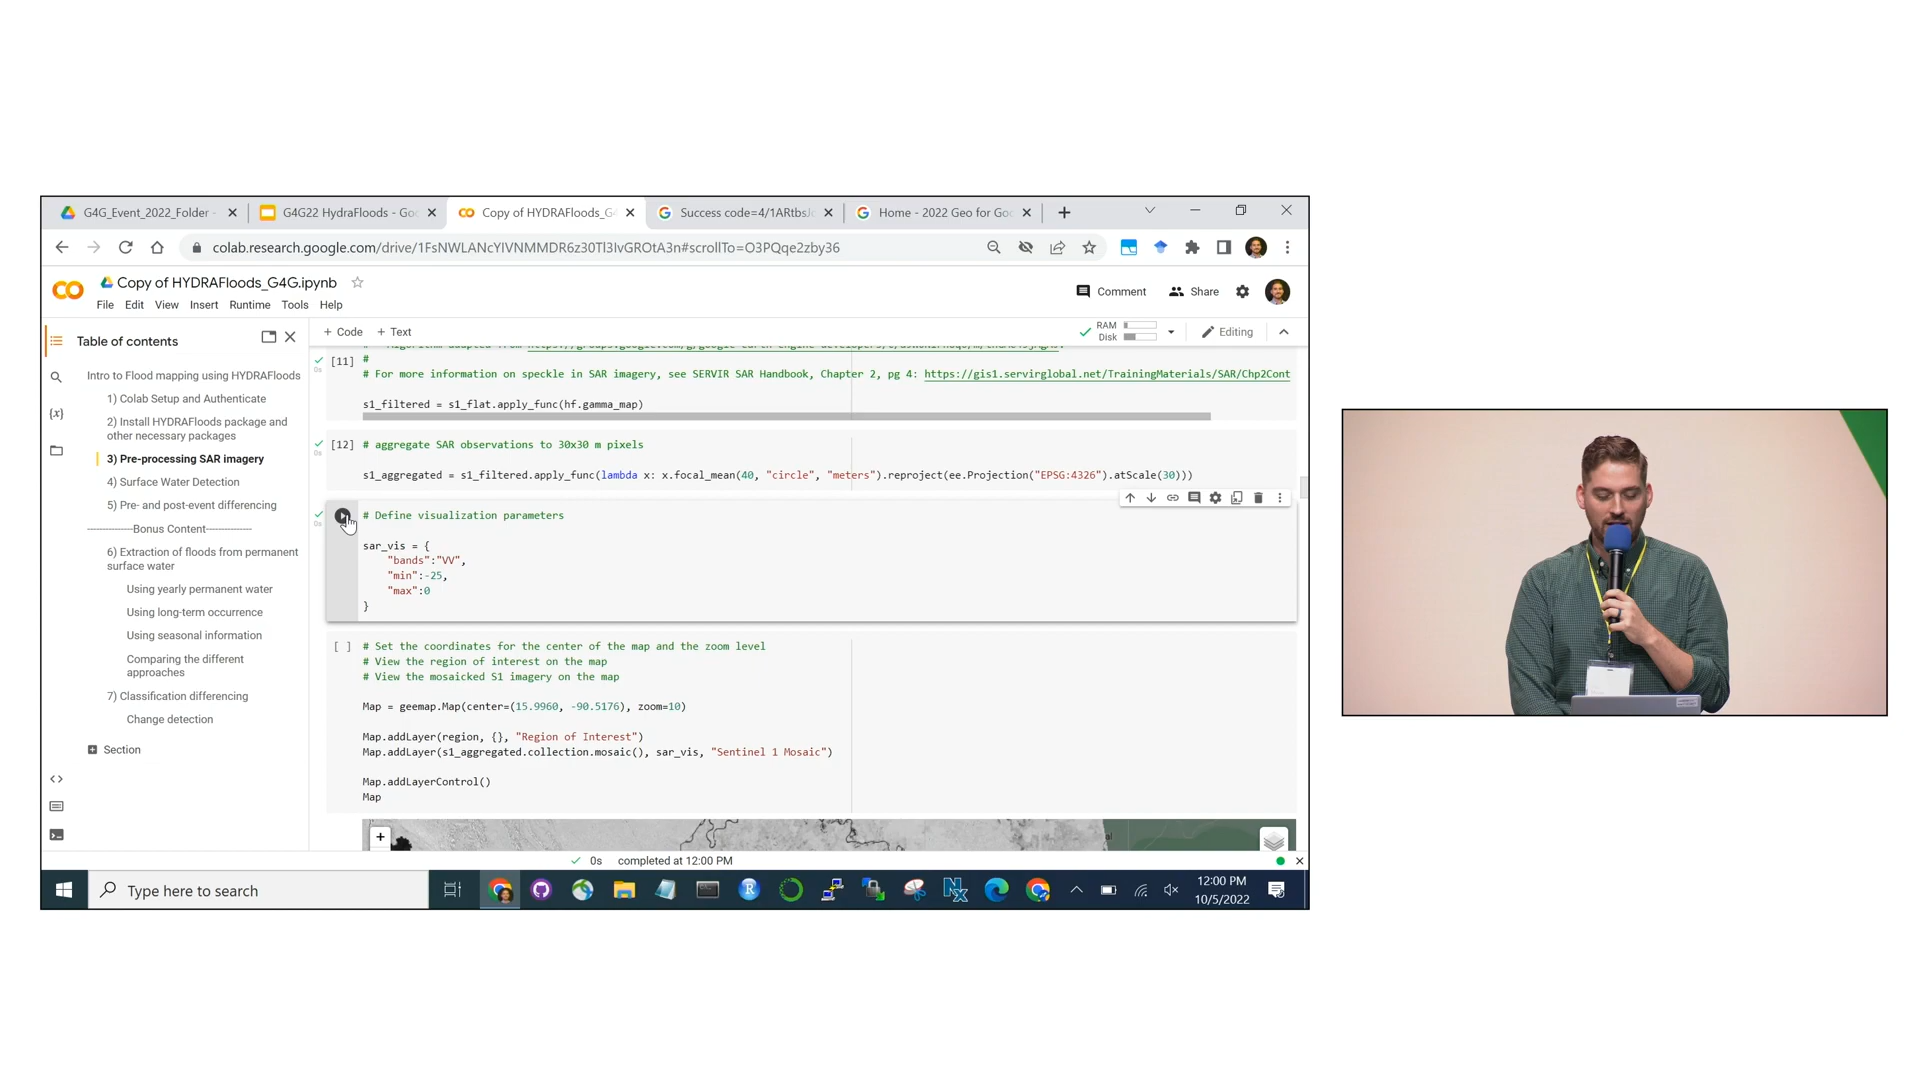 G4G_Event_2022_Folder -
G4G22 HydraFloods - Goo
Copy of HYDRAFloods_G
Success code=4/1ARtbsJ
Home - 2022 Geo for Goo
colab.research.google.com/drive/1FsNWLANcYIVNMMDR6z30Tl3IvGROtA3n#scrollTo=O3PQqe2zby36
Copy of HYDRAFloods_G4G.ipynb
Comment
Share
File Edit View Insert Runtime Tools Help
Table of contents
+ Code + Text
RAM
Disk
Editing
Intro to Flood mapping using HYDRAFloods
1) Colab Setup and Authenticate
2) Install HYDRAFloods package and
other necessary packages
3) Pre-processing SAR imagery
4) Surface Water Detection
5) Pre- and post-event differencing
---------------Bonus Content---------------
6) Extraction of floods from permanent
surface water
Using yearly permanent water
Using long-term occurrence
Using seasonal information
Comparing the different
approaches
7) Classification differencing
Change detection
Section
[11] #
0s
# For more information on speckle in SAR imagery, see SERVIR SAR Handbook, Chapter 2, pg 4: https://gis1.servirglobal.net/TrainingMaterials/SAR/Chp2Cont
s1_filtered = s1_flat.apply_func(hf.gamma_map)
[12] # aggregate SAR observations to 30x30 m pixels
0s
s1_aggregated = s1_filtered.apply_func(lambda x: x.focal_mean(40, "circle", "meters").reproject(ee.Projection("EPSG:4326").atScale(30)))
# Define visualization parameters
0s
sar_vis = {
"bands":"VV",
"min":-25,
"max":0
}
[ ] # Set the coordinates for the center of the map and the zoom level
# View the region of interest on the map
# View the mosaicked S1 imagery on the map
Map = geemap.Map(center=(15.9960, -90.5176), zoom=10)
Map.addLayer(region, {}, "Region of Interest")
Map.addLayer(s1_aggregated.collection.mosaic(), sar_vis, "Sentinel 1 Mosaic")
Map.addLayerControl()
Map
+
0s completed at 12:00 PM
Type here to search
12:00 PM
10/5/2022